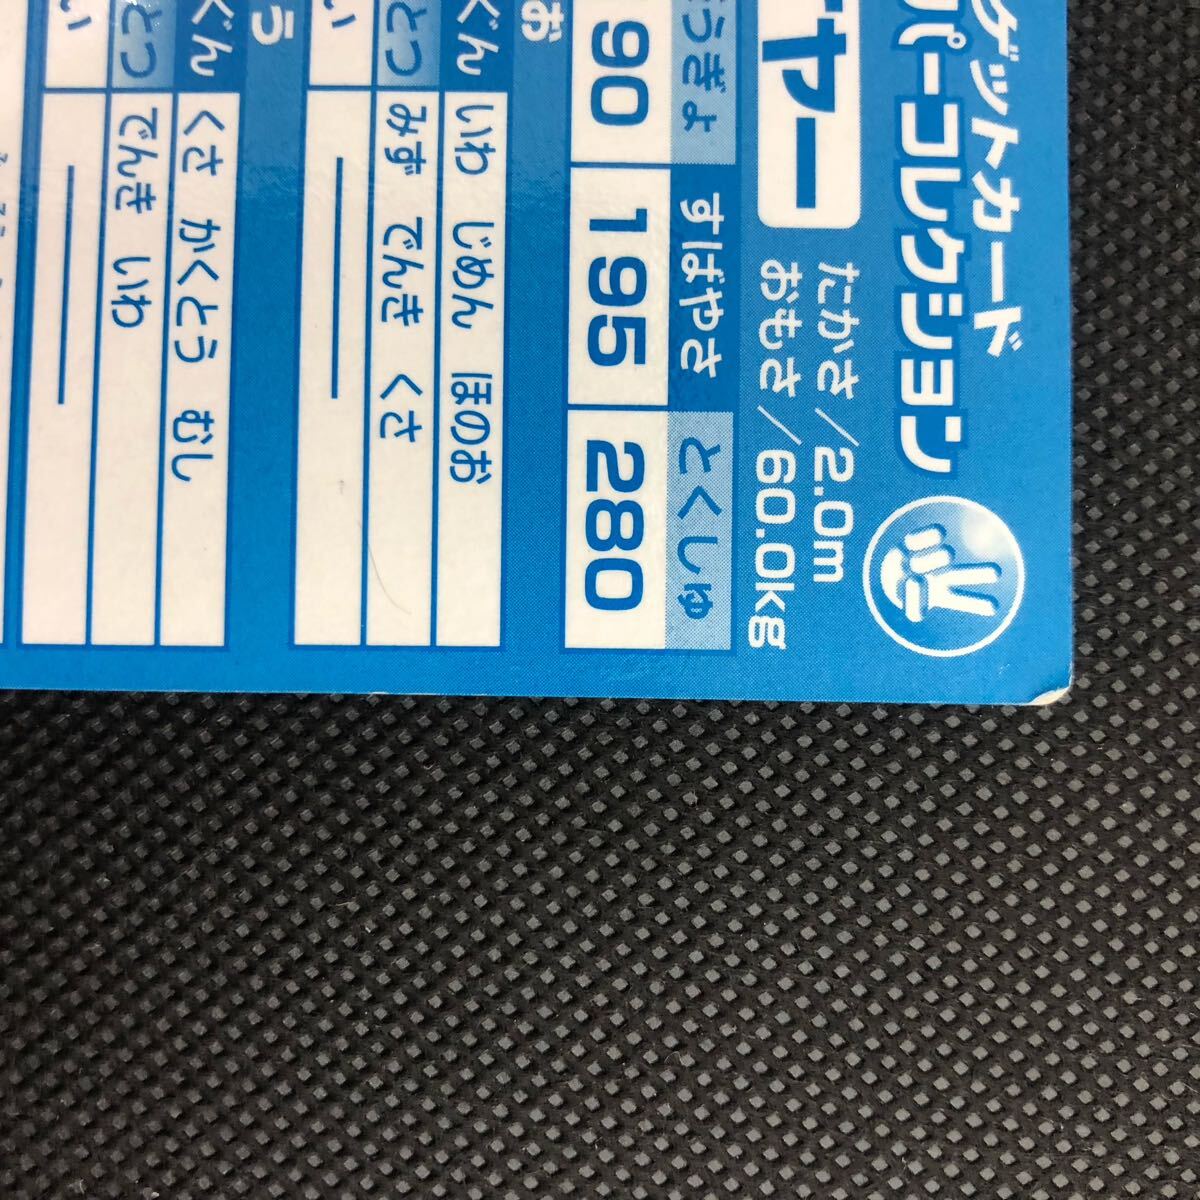 ゲットカード
パーコレクション
ヤー
たかさ/2.0m
おもさ/60.0kg
うぎょ すばやさ とくしゅ
90 195 280
お
ぐん いわ じめん ほのお
とつ みず でんき くさ
い ―
う
ぐん くさ かくとう むし
とつ でんき いわ
い ―